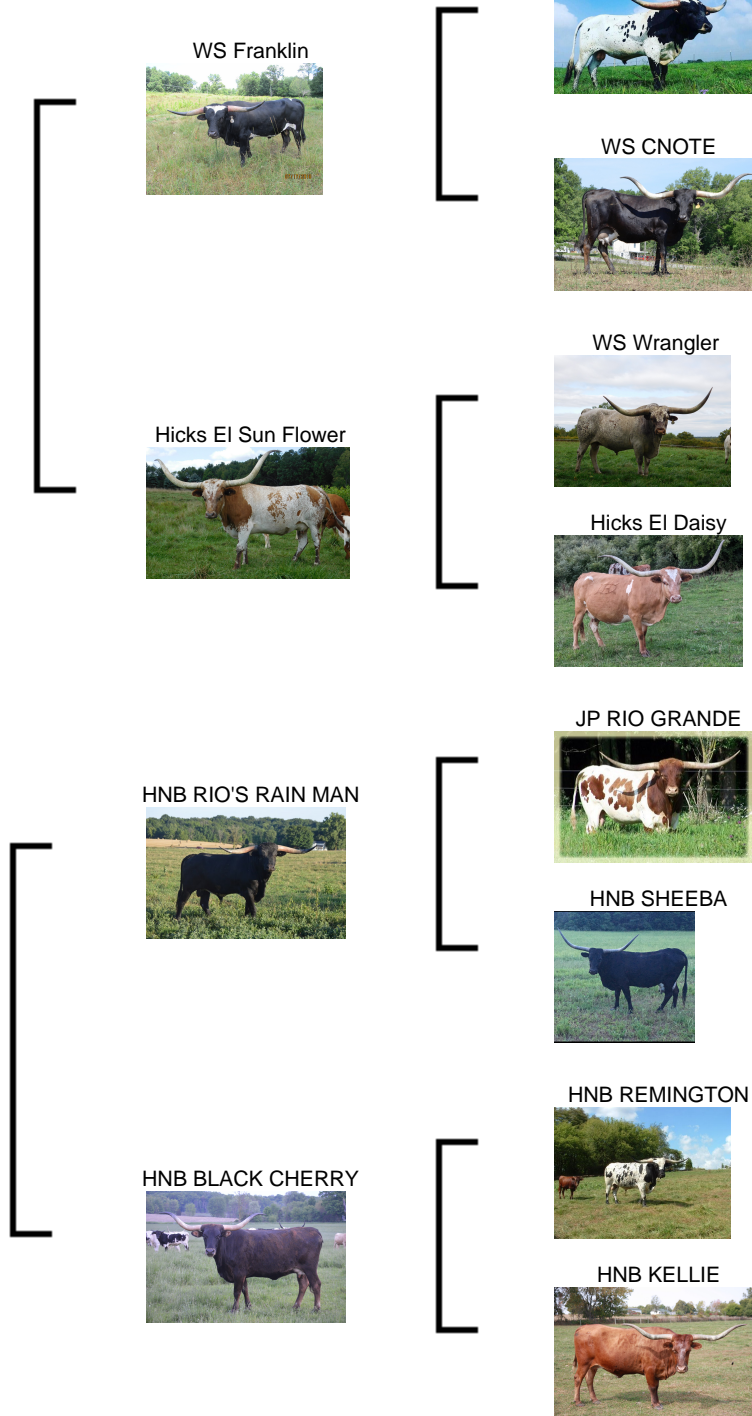 WS Franklin
WS CNOTE
WS Wrangler
Hicks El Sun Flower
Hicks El Daisy
JP RIO GRANDE
HNB RIO'S RAIN MAN
HNB SHEEBA
HNB REMINGTON
HNB BLACK CHERRY
HNB KELLIE